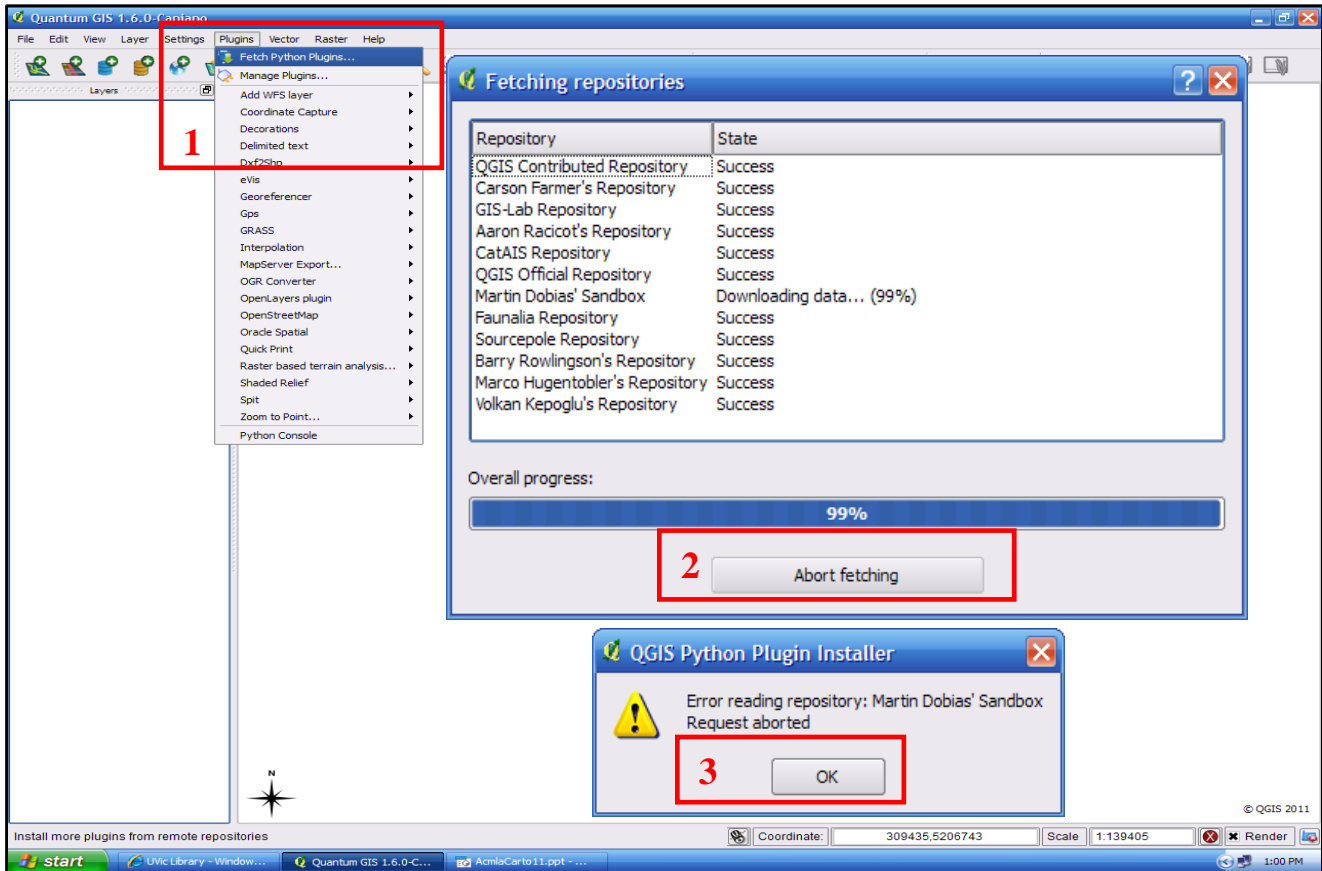 Quantum GIS 1.6.0-Capiapo
File Edit View Layer Settings Plugins Vector Raster Help
Layers
1
Fetch Python Plugins...
Manage Plugins...
Add WFS layer
Coordinate Capture
Decorations
Delimited text
Dxf2Shp
eVis
Georeferencer
Gps
GRASS
Interpolation
MapServer Export...
OGR Converter
OpenLayers plugin
OpenStreetMap
Oracle Spatial
Quick Print
Raster based terrain analysis...
Shaded Relief
Spit
Zoom to Point...
Python Console
Fetching repositories
Repository State
QGIS Contributed Repository Success
Carson Farmer's Repository Success
GIS-Lab Repository Success
Aaron Racicot's Repository Success
CatAIS Repository Success
QGIS Official Repository Success
Martin Dobias' Sandbox Downloading data... (99%)
Faunalia Repository Success
Sourcepole Repository Success
Barry Rowlingson's Repository Success
Marco Hugentobler's Repository Success
Volkan Kepoglu's Repository Success
Overall progress:
99%
2
Abort fetching
QGIS Python Plugin Installer
Error reading repository: Martin Dobias' Sandbox
Request aborted
3
OK
N
© QGIS 2011
Install more plugins from remote repositories Coordinate: 309435,5206743 Scale 1:139405 Render
start UVic Library - Window... Quantum GIS 1.6.0-C... AcmlaCarto11.ppt - ... 1:00 PM